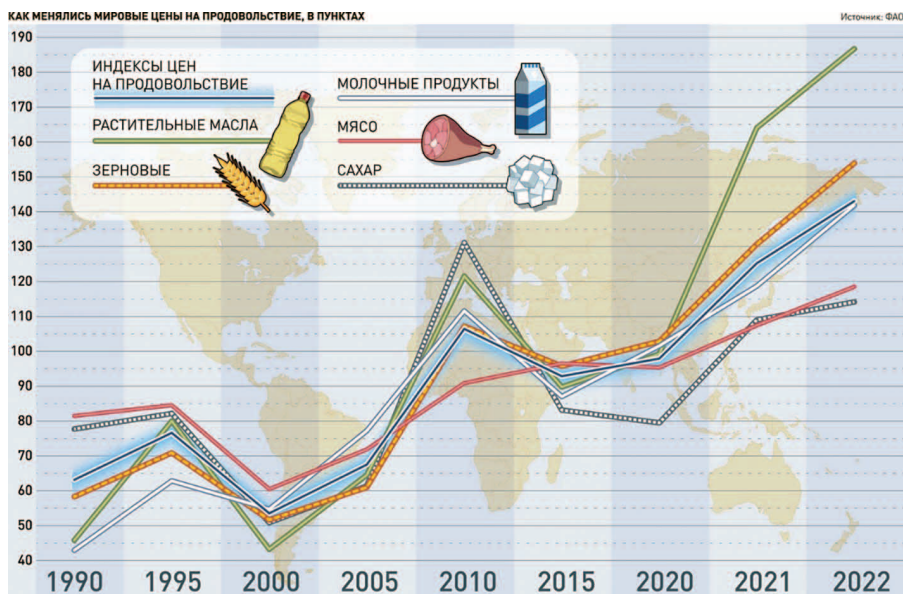 КАК МЕНЯЛИСЬ МИРОВЫЕ ЦЕНЫ НА ПРОДОВОЛЬСТВИЕ, В ПУНКТАХ
Источник: ФАО
ИНДЕКСЫ ЦЕН
НА ПРОДОВОЛЬСТВИЕ
МОЛОЧНЫЕ ПРОДУКТЫ
РАСТИТЕЛЬНЫЕ МАСЛА
МЯСО
ЗЕРНОВЫЕ
САХАР
190
180
170
160
150
140
130
120
110
100
90
80
70
60
50
40
1990 1995 2000 2005 2010 2015 2020 2021 2022